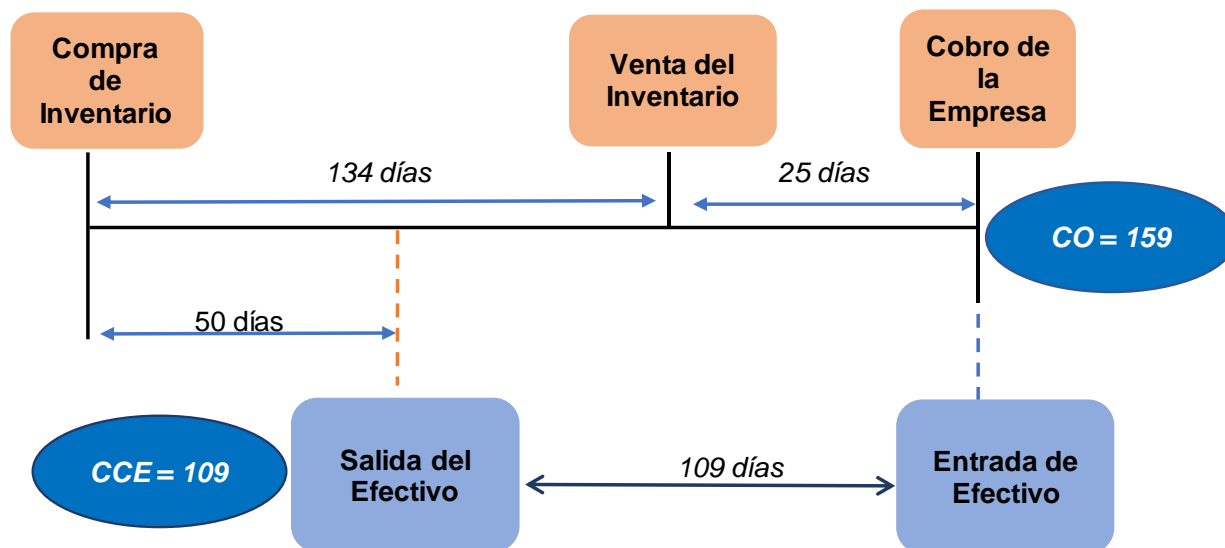 Compra
de
Inventario
Venta del
Inventario
Cobro de
la
Empresa
134 días
25 días
CO = 159
50 días
CCE = 109
Salida del
Efectivo
109 días
Entrada de
Efectivo